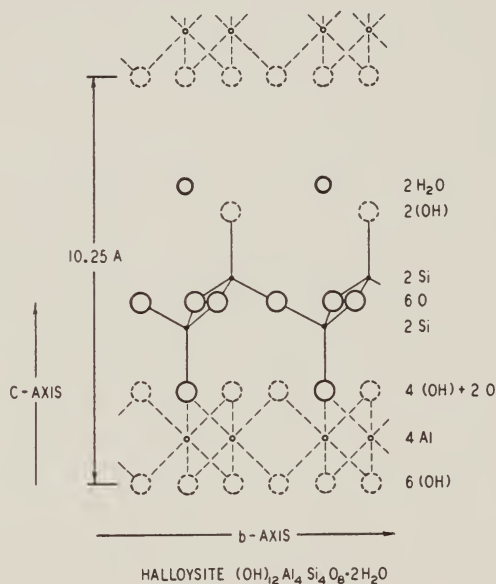 2 H₂O
2(OH)
10.25 A
2 Si
6 O
2 Si
C-AXIS
4 (OH) + 2 O
4 Al
6 (OH)
b-AXIS
HALLOYSITE (OH)₁₂ Al₄ Si₄ O₈·2H₂O